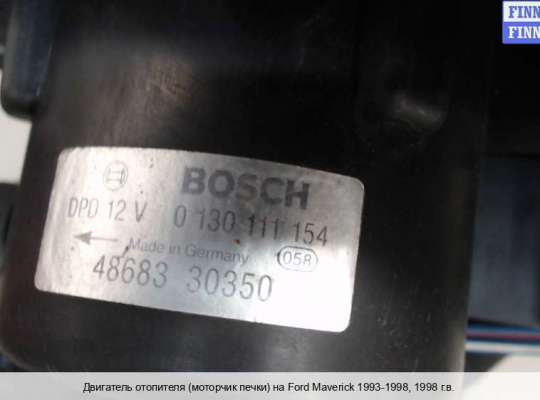 FINN
FINN
BOSCH
DPD 12 V 0 130 111 154
Made in Germany 058
48683 30350
Двигатель отопителя (моторчик печки) на Ford Maverick 1993-1998, 1998 г.в.